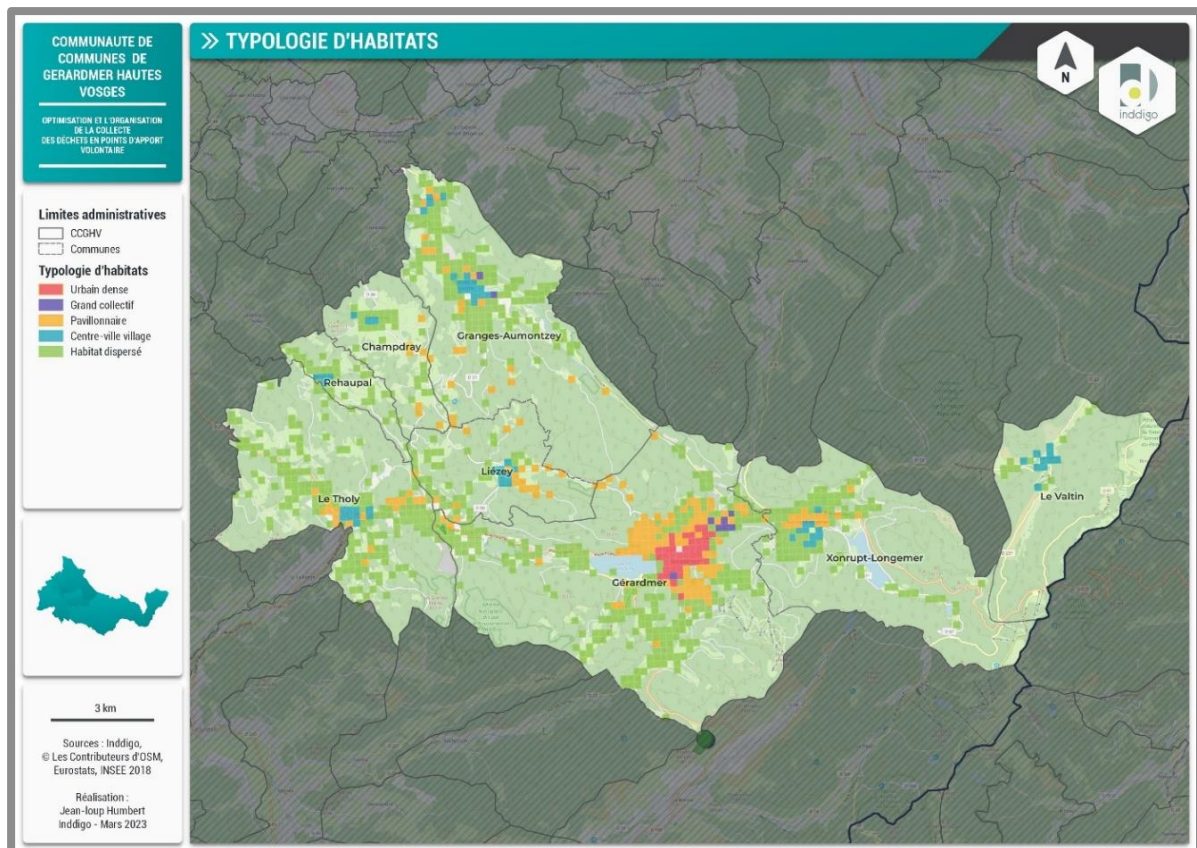 COMMUNAUTE DE
COMMUNES DE
GERARDMER HAUTES
VOSGES
OPTIMISATION ET L'ORGANISATION
DE LA COLLECTE
DES DÉCHETS EN POINTS D'APPORT
VOLONTAIRE
TYPOLOGIE D'HABITATS
N
inddigo
Limites administratives
CCGHV
Communes
Typologie d'habitats
Urbain dense
Grand collectif
Pavillonnaire
Centre-ville village
Habitat dispersé
Granges-Aumontzey
Champdray
Rehaupal
Liézey
Le Tholy
Le Valtin
Xonrupt-Longemer
Gérardmer
3 km
Sources : Inddigo,
© Les Contributeurs d'OSM,
Eurostats, INSEE 2018
Réalisation :
Jean-loup Humbert
Inddigo - Mars 2023